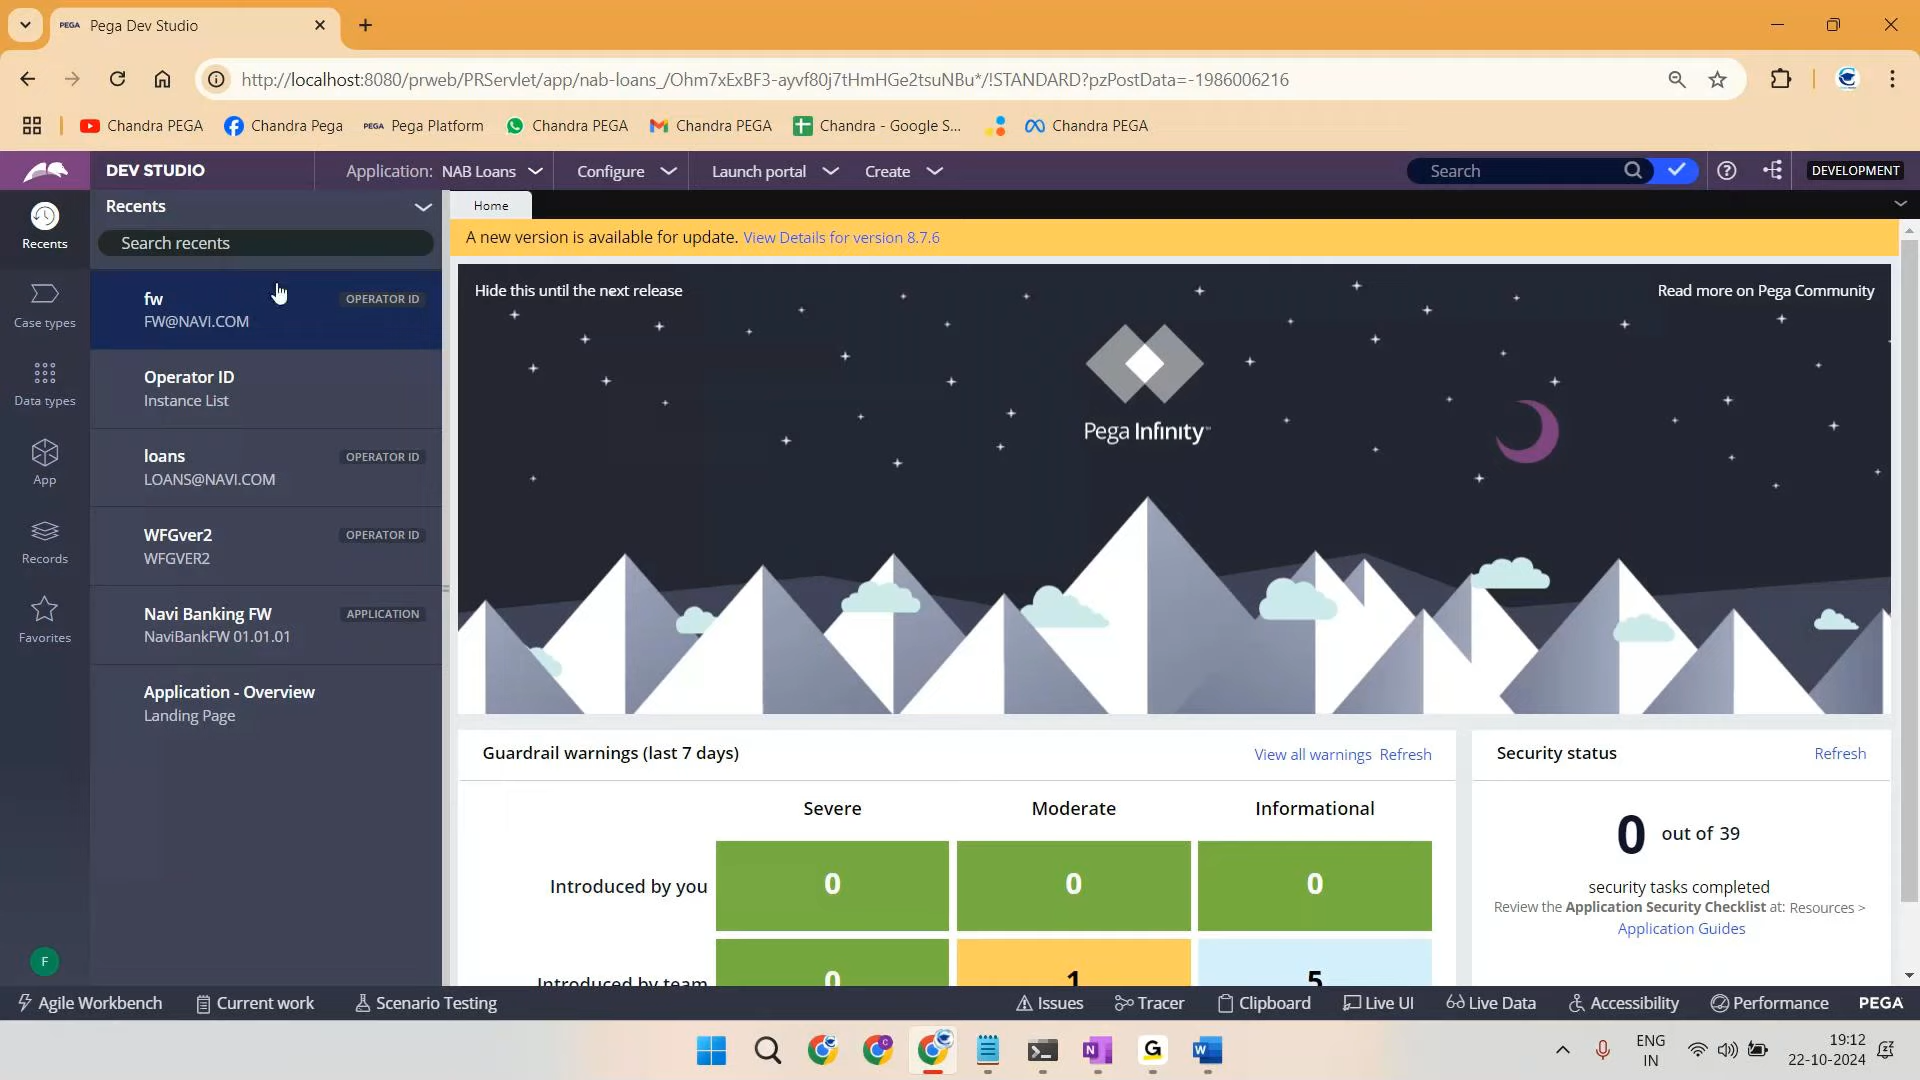 PEGA Pega Dev Studio
http://localhost:8080/prweb/PRServlet/app/nab-loans_/Ohm7xExBF3-ayvf80j7tHmHGe2tsuNBu*/!STANDARD?pzPostData=-1986006216
Chandra PEGA Chandra Pega PEGA Pega Platform Chandra PEGA Chandra PEGA Chandra - Google S... Chandra PEGA
DEV STUDIO Application: NAB Loans Configure Launch portal Create Search DEVELOPMENT
Recents
Search recents
fw OPERATOR ID
FW@NAVI.COM
Operator ID
Instance List
loans OPERATOR ID
LOANS@NAVI.COM
WFGver2 OPERATOR ID
WFGVER2
Navi Banking FW APPLICATION
NaviBankFW 01.01.01
Application - Overview
Landing Page
Recents
Case types
Data types
App
Records
Favorites
F
Home
A new version is available for update. View Details for version 8.7.6
Hide this until the next release Read more on Pega Community
Pega Infinity™
Guardrail warnings (last 7 days) View all warnings Refresh
Severe Moderate Informational
Introduced by you 0 0 0
Introduced by team 0 1 5
Security status Refresh
0 out of 39
security tasks completed
Review the Application Security Checklist at: Resources >
Application Guides
Agile Workbench Current work Scenario Testing Issues Tracer Clipboard Live UI Live Data Accessibility Performance PEGA
ENG
IN
19:12
22-10-2024